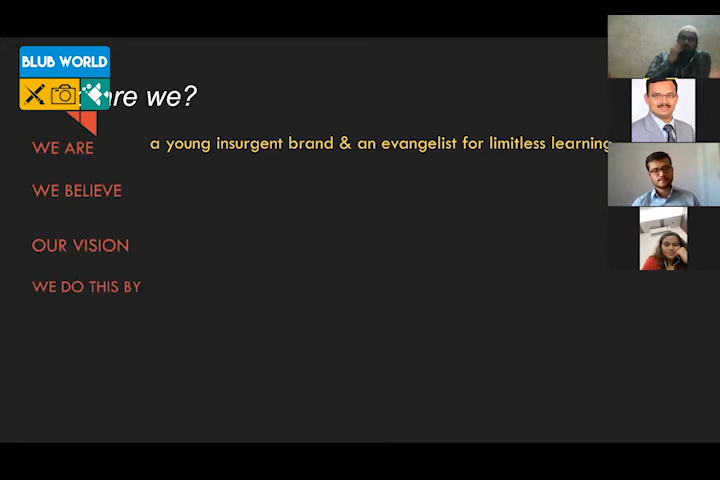 BLUB WORLD
re we?
WE ARE
a young insurgent brand & an evangelist for limitless learning
WE BELIEVE
OUR VISION
WE DO THIS BY